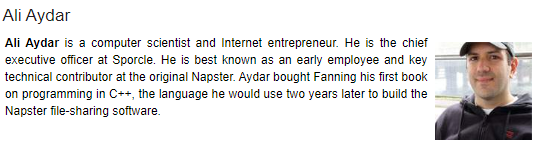 Ali Aydar
Ali Aydar is a computer scientist and Internet entrepreneur. He is the chief
executive officer at Sporcle. He is best known as an early employee and key
technical contributor at the original Napster. Aydar bought Fanning his first book
on programming in C++, the language he would use two years later to build the
Napster file-sharing software.